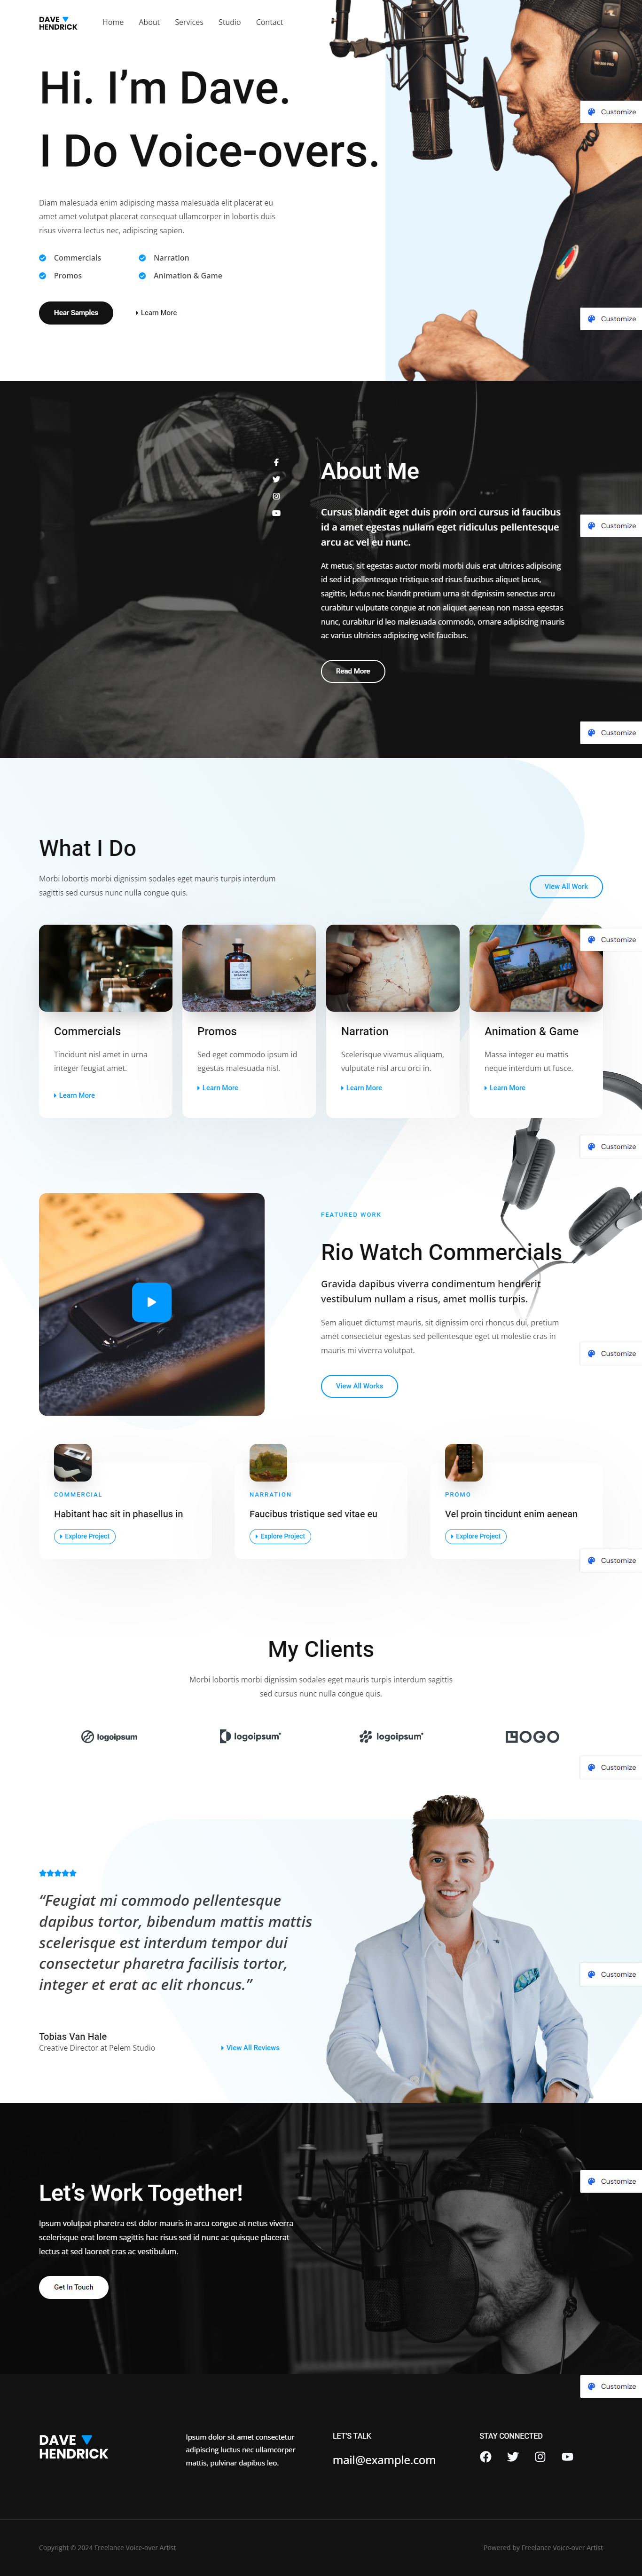 DAVE
HENDRICK
Home About Services Studio Contact
Hi. I’m Dave.
I Do Voice-overs.
Customize
Diam malesuada enim adipiscing massa malesuada elit placerat eu
amet amet volutpat placerat consequat ullamcorper in lobortis duis
risus viverra lectus nec, adipiscing sapien.
Commercials Narration
Promos Animation & Game
Hear Samples Learn More
Customize
About Me
Cursus blandit eget duis proin orci cursus id faucibus
id a amet egestas nullam eget ridiculus pellentesque
arcu ac vel eu nunc.
Customize
At metus, sit egestas auctor morbi morbi duis erat ultrices adipiscing
id sed id pellentesque tristique sed risus faucibus aliquet lacus,
sagittis, lectus nec blandit pretium urna sit dignissim senectus arcu
curabitur vulputate congue at non aliquet aenean non massa egestas
nunc, curabitur id leo malesuada commodo, ornare adipiscing mauris
ac varius ultricies adipiscing velit faucibus.
Read More
Customize
What I Do
Morbi lobortis morbi dignissim sodales eget mauris turpis interdum
sagittis sed cursus nunc nulla congue quis.
View All Work
Customize
Commercials
Tincidunt nisl amet in urna
integer feugiat amet.
Learn More
Promos
Sed eget commodo ipsum id
egestas malesuada nisl.
Learn More
Narration
Scelerisque vivamus aliquam,
vulputate nisl arcu orci in.
Learn More
Animation & Game
Massa integer eu mattis
neque interdum ut fusce.
Learn More
Customize
FEATURED WORK
Rio Watch Commercials
Gravida dapibus viverra condimentum hendrerit
vestibulum nullam a risus, amet mollis turpis.
Sem aliquet dictumst mauris, sit dignissim orci rhoncus dui, pretium
amet consectetur egestas sed pellentesque eget ut molestie cras in
mauris mi viverra volutpat.
Customize
View All Works
COMMERCIAL
Habitant hac sit in phasellus in
Explore Project
NARRATION
Faucibus tristique sed vitae eu
Explore Project
PROMO
Vel proin tincidunt enim aenean
Explore Project
Customize
My Clients
Morbi lobortis morbi dignissim sodales eget mauris turpis interdum sagittis
sed cursus nunc nulla congue quis.
logoipsum logoipsum logoipsum LOGO
Customize
“Feugiat mi commodo pellentesque
dapibus tortor, bibendum mattis mattis
scelerisque est interdum tempor dui
consectetur pharetra facilisis tortor,
integer et erat ac elit rhoncus.”
Customize
Tobias Van Hale
Creative Director at Pelem Studio
View All Reviews
Customize
Let’s Work Together!
Ipsum volutpat pharetra est dolor mauris in arcu congue at netus viverra
scelerisque erat lorem sagittis hac risus sed id nunc ac quisque placerat
lectus at sed laoreet cras ac vestibulum.
Get In Touch
Customize
DAVE
HENDRICK
Ipsum dolor sit amet consectetur
adipiscing luctus nec ullamcorper
mattis, pulvinar dapibus leo.
LET'S TALK
mail@example.com
STAY CONNECTED
Copyright © 2024 Freelance Voice-over Artist
Powered by Freelance Voice-over Artist